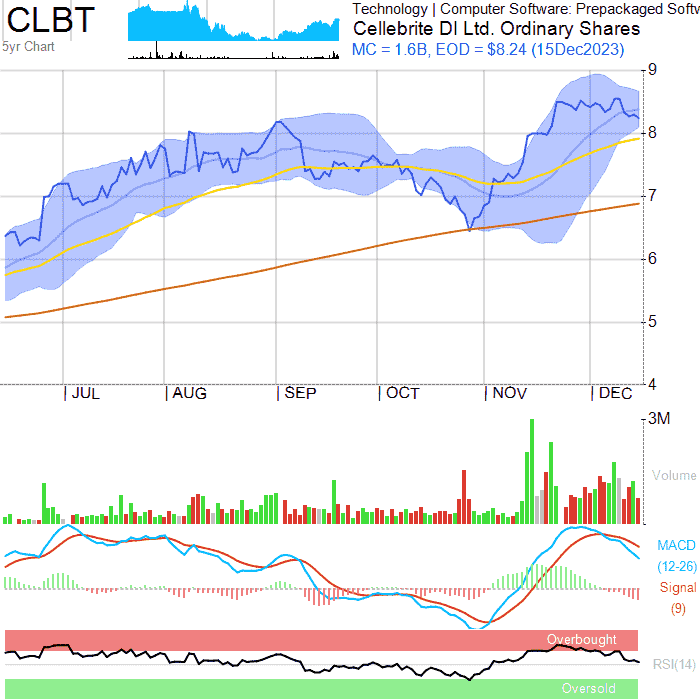 CLBT
5yr Chart
Technology | Computer Software: Prepackaged Softw
Cellebrite DI Ltd. Ordinary Shares
MC = 1.6B, EOD = $8.24 (15Dec2023)
9
8
7
6
5
4
JUL AUG SEP OCT NOV DEC
3M
Volume
MACD
(12-26)
Signal
(9)
Overbought
RSI(14)
Oversold